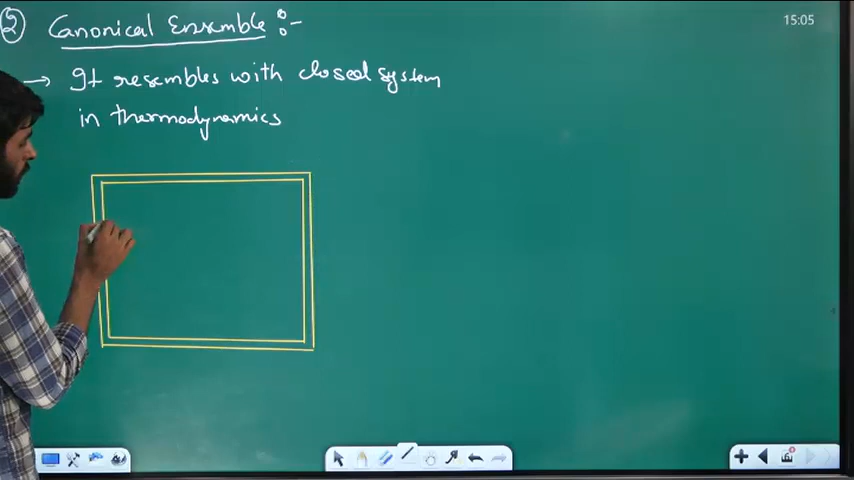 ② Canonical Ensemble :-
15:05
→ It resembles with closed system
in thermodynamics